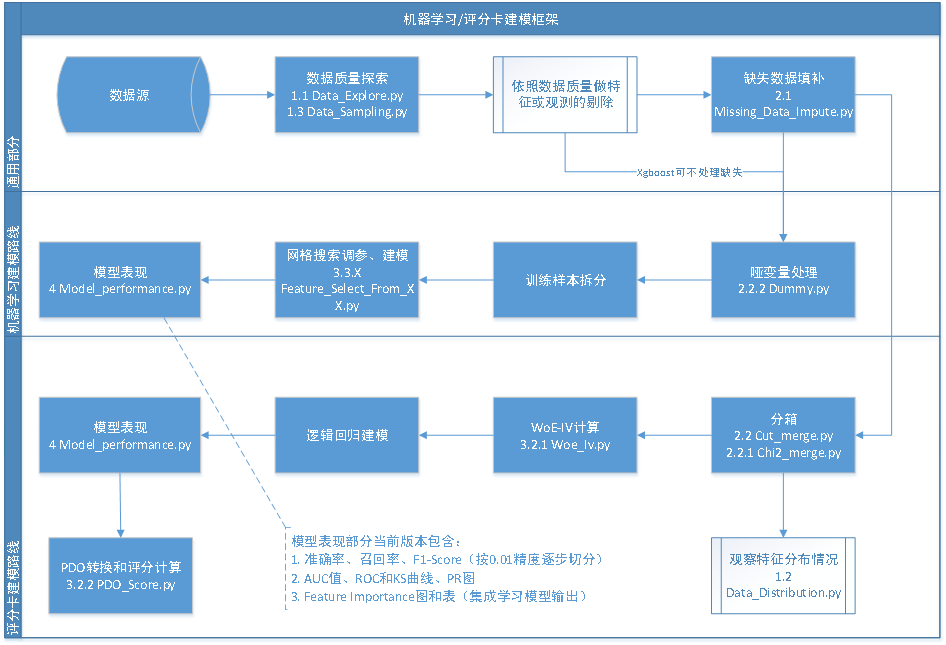 机器学习/评分卡建模框架
通用部分
数据源
数据质量探索
1.1 Data_Explore.py
1.3 Data_Sampling.py
依照数据质量做特
征或观测的剔除
缺失数据填补
2.1
Missing_Data_Impute.py
Xgboost可不处理缺失
机器学习建模路线
模型表现
4 Model_performance.py
网格搜索调参、建模
3.3.X
Feature_Select_From_X
X.py
训练样本拆分
哑变量处理
2.2.2 Dummy.py
评分卡建模路线
模型表现
4 Model_performance.py
逻辑回归建模
WoE-IV计算
3.2.1 Woe_Iv.py
分箱
2.2 Cut_merge.py
2.2.1 Chi2_merge.py
PDO转换和评分计算
3.2.2 PDO_Score.py
模型表现部分当前版本包含：
1. 准确率、召回率、F1-Score（按0.01精度逐步切分）
2. AUC值、ROC和KS曲线、PR图
3. Feature Importance图和表（集成学习模型输出）
观察特征分布情况
1.2
Data_Distribution.py